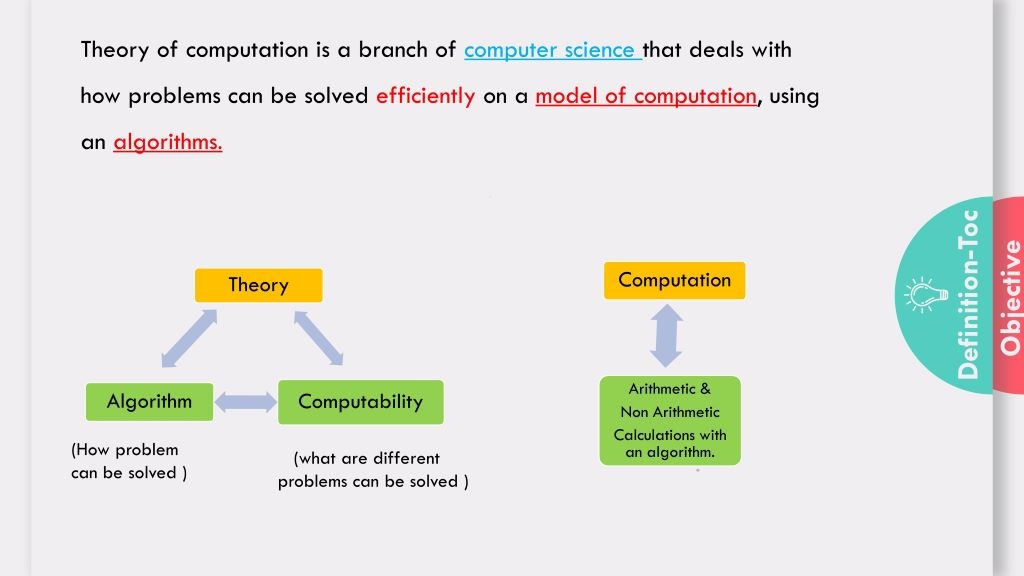 Theory of computation is a branch of computer science that deals with
how problems can be solved efficiently on a model of computation, using
an algorithms.
Theory
Algorithm
Computability
(How problem
can be solved )
(what are different
problems can be solved )
Computation
Arithmetic &
Non Arithmetic
Calculations with
an algorithm.
Definition-Toc
Objective